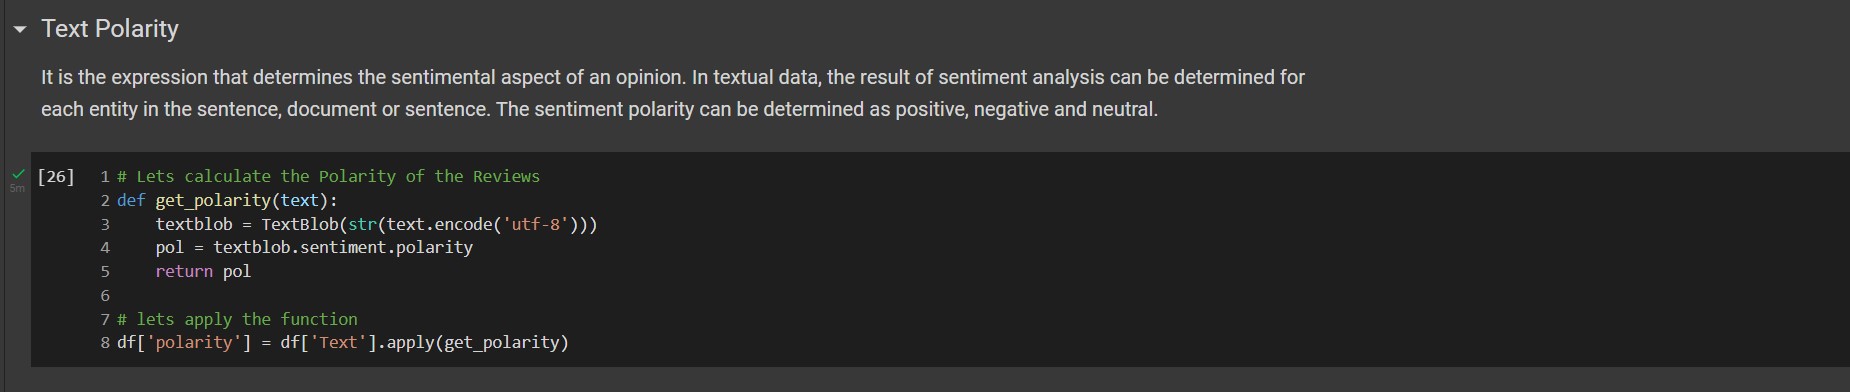 Text Polarity
It is the expression that determines the sentimental aspect of an opinion. In textual data, the result of sentiment analysis can be determined for
each entity in the sentence, document or sentence. The sentiment polarity can be determined as positive, negative and neutral.
5m
[26] 1 # Lets calculate the Polarity of the Reviews
2 def get_polarity(text):
3     textblob = TextBlob(str(text.encode('utf-8')))
4     pol = textblob.sentiment.polarity
5     return pol
6
7 # lets apply the function
8 df['polarity'] = df['Text'].apply(get_polarity)